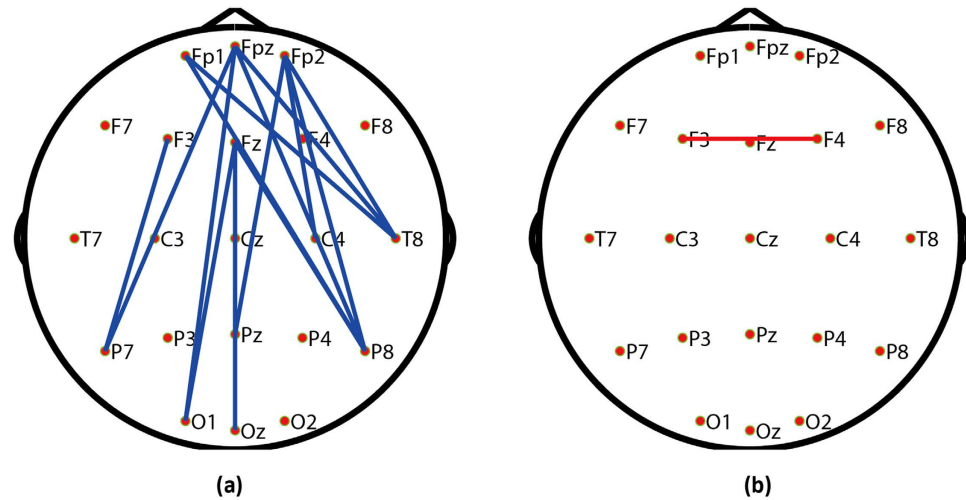 Fp1 Fpz Fp2
F7 F3 Fz F4 F8
T7 C3 Cz C4 T8
P7 P3 Pz P4 P8
O1 Oz O2
(a)
Fp1 Fpz Fp2
F7 F3 Fz F4 F8
T7 C3 Cz C4 T8
P7 P3 Pz P4 P8
O1 Oz O2
(b)